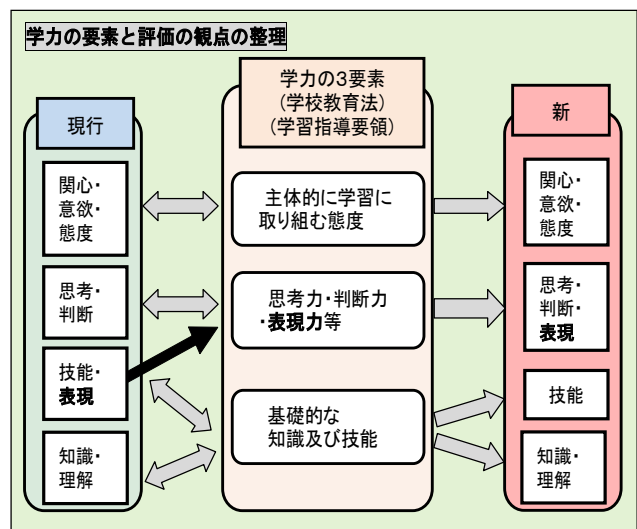 学力の要素と評価の観点の整理
現行
関心・
意欲・
態度
思考・
判断
技能・
表現
知識・
理解
学力の3要素
(学校教育法)
(学習指導要領)
主体的に学習に
取り組む態度
思考力・判断力
・表現力等
基礎的な
知識及び技能
新
関心・
意欲・
態度
思考・
判断・
表現
技能
知識・
理解